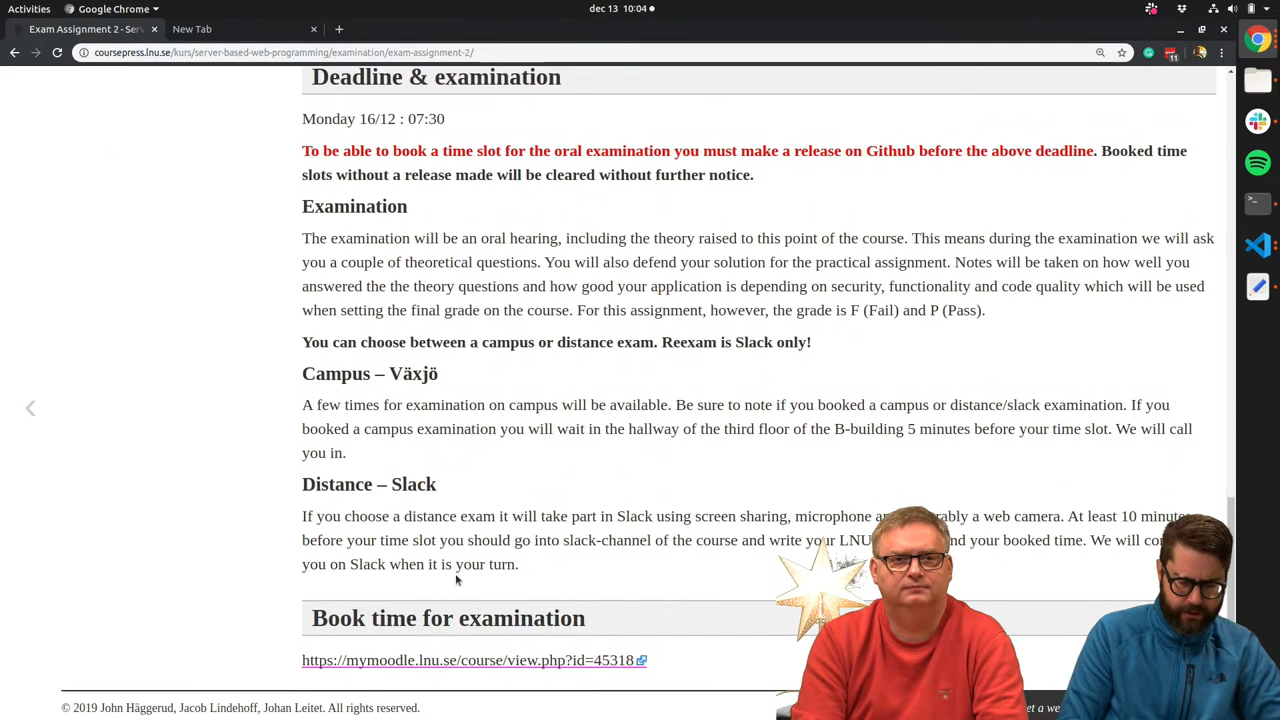 Activities Google Chrome dec 13 10:04
Exam Assignment 2 - Serv New Tab
coursepress.lnu.se/kurs/server-based-web-programming/examination/exam-assignment-2/
11
Deadline & examination
Monday 16/12 : 07:30
To be able to book a time slot for the oral examination you must make a release on Github before the above deadline. Booked time
slots without a release made will be cleared without further notice.
Examination
The examination will be an oral hearing, including the theory raised to this point of the course. This means during the examination we will ask
you a couple of theoretical questions. You will also defend your solution for the practical assignment. Notes will be taken on how well you
answered the the theory questions and how good your application is depending on security, functionality and code quality which will be used
when setting the final grade on the course. For this assignment, however, the grade is F (Fail) and P (Pass).
You can choose between a campus or distance exam. Reexam is Slack only!
Campus – Växjö
A few times for examination on campus will be available. Be sure to note if you booked a campus or distance/slack examination. If you
booked a campus examination you will wait in the hallway of the third floor of the B-building 5 minutes before your time slot. We will call
you in.
Distance – Slack
If you choose a distance exam it will take part in Slack using screen sharing, microphone a web camera. At least 10 minutes
before your time slot you should go into slack-channel of the course and write your LNU your booked time. We will
you on Slack when it is your turn.
Book time for examination
https://mymoodle.lnu.se/course/view.php?id=45318
© 2019 John Häggerud, Jacob Lindehoff, Johan Leitet. All rights reserved.